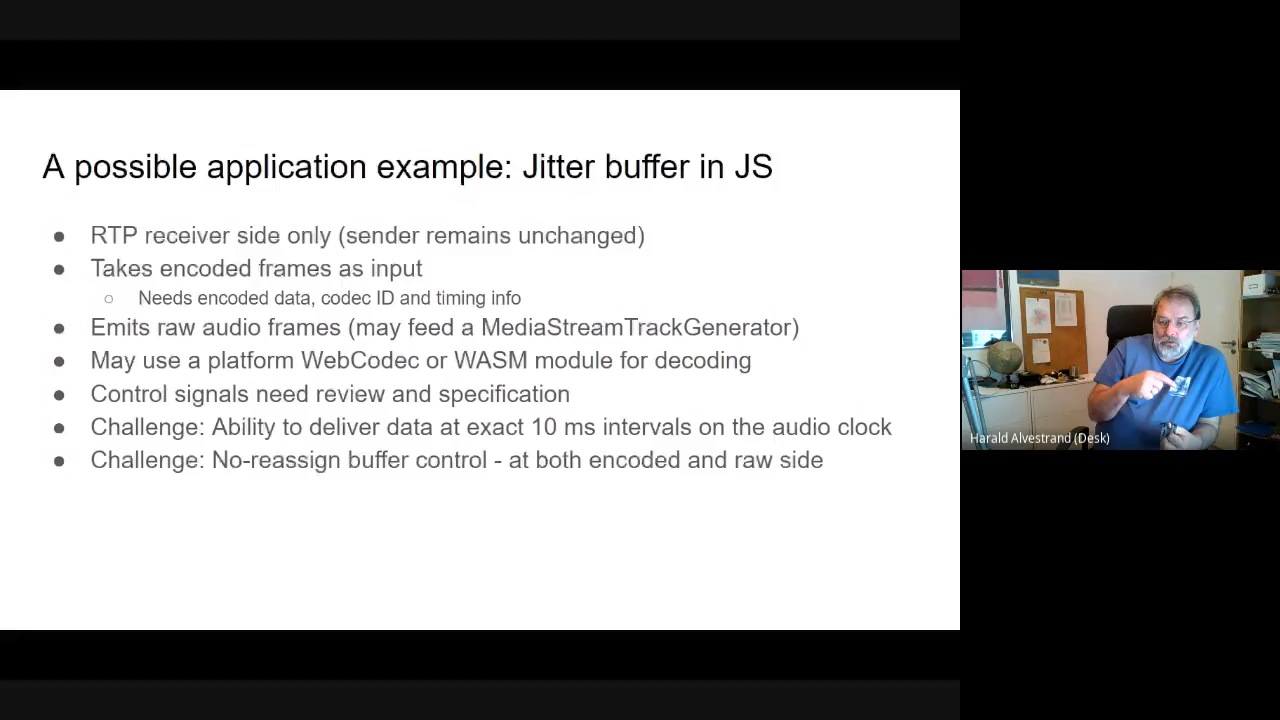 A possible application example: Jitter buffer in JS
● RTP receiver side only (sender remains unchanged)
● Takes encoded frames as input
○ Needs encoded data, codec ID and timing info
● Emits raw audio frames (may feed a MediaStreamTrackGenerator)
● May use a platform WebCodec or WASM module for decoding
● Control signals need review and specification
● Challenge: Ability to deliver data at exact 10 ms intervals on the audio clock
● Challenge: No-reassign buffer control - at both encoded and raw side
Harald Alvestrand (Desk)